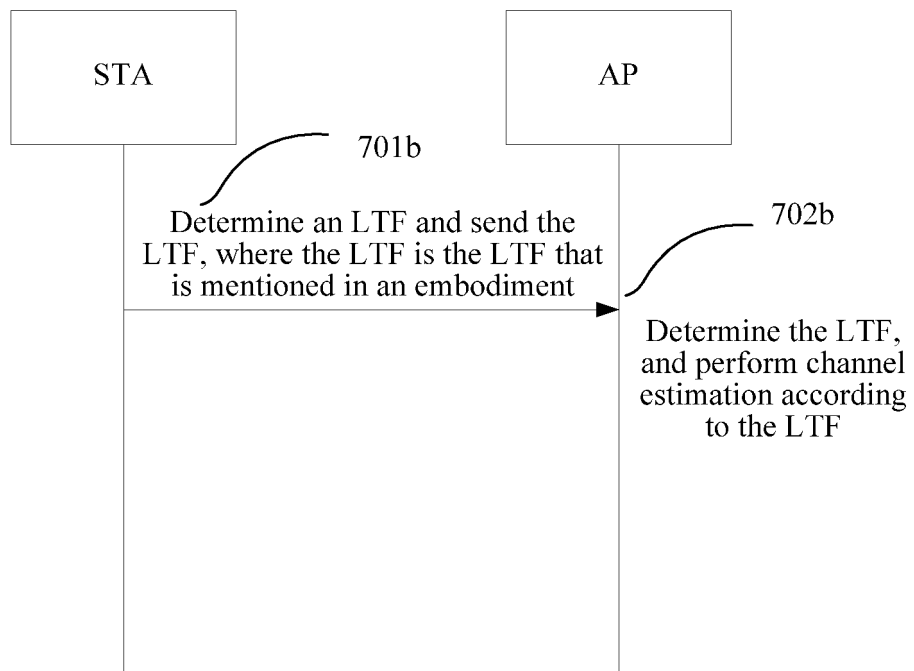 STA
AP
701b
Determine an LTF and send the
LTF, where the LTF is the LTF that
is mentioned in an embodiment
702b
Determine the LTF,
and perform channel
estimation according
to the LTF